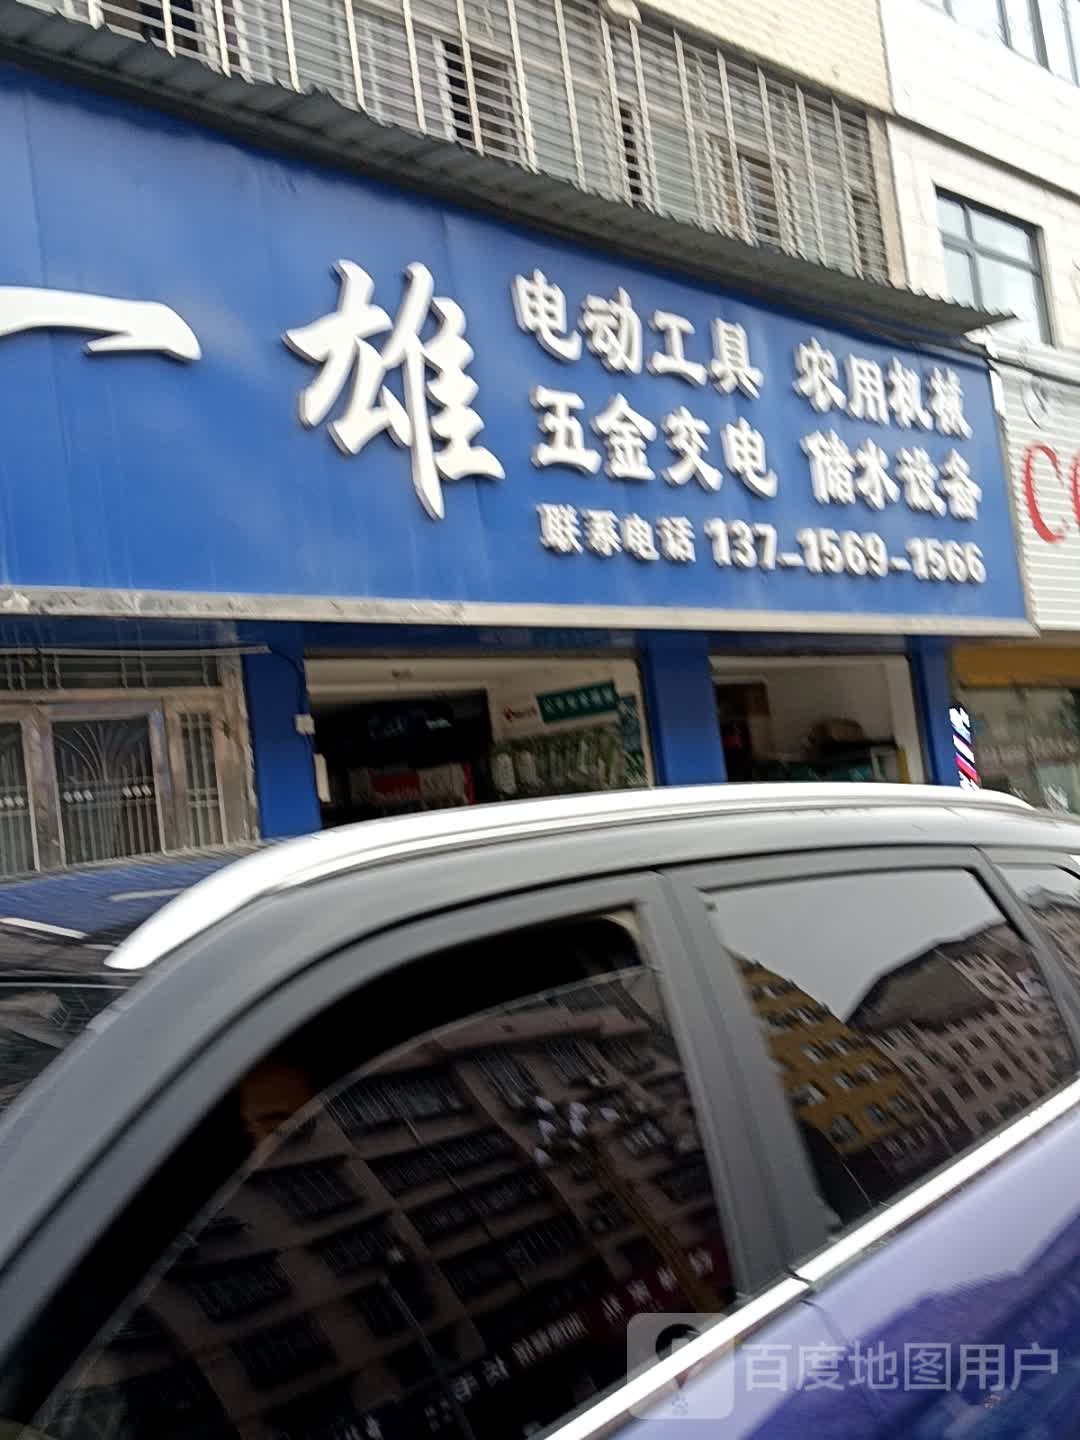 一雄
电动工具 农用机械
五金交电 储水设备
联系电话 137-1569-1566
百度地图用户